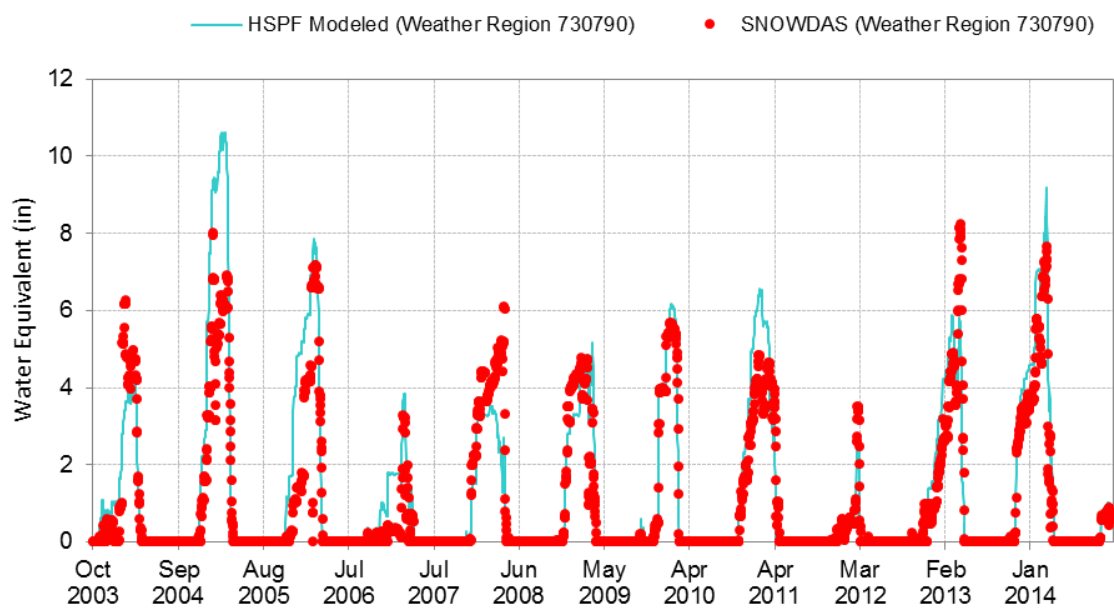 HSPF Modeled (Weather Region 730790) SNOWDAS (Weather Region 730790)
12
10
8
6
4
2
0
Water Equivalent (in)
Oct Sep Aug Jul Jul Jun May Apr Apr Mar Feb Jan
2003 2004 2005 2006 2007 2008 2009 2010 2011 2012 2013 2014